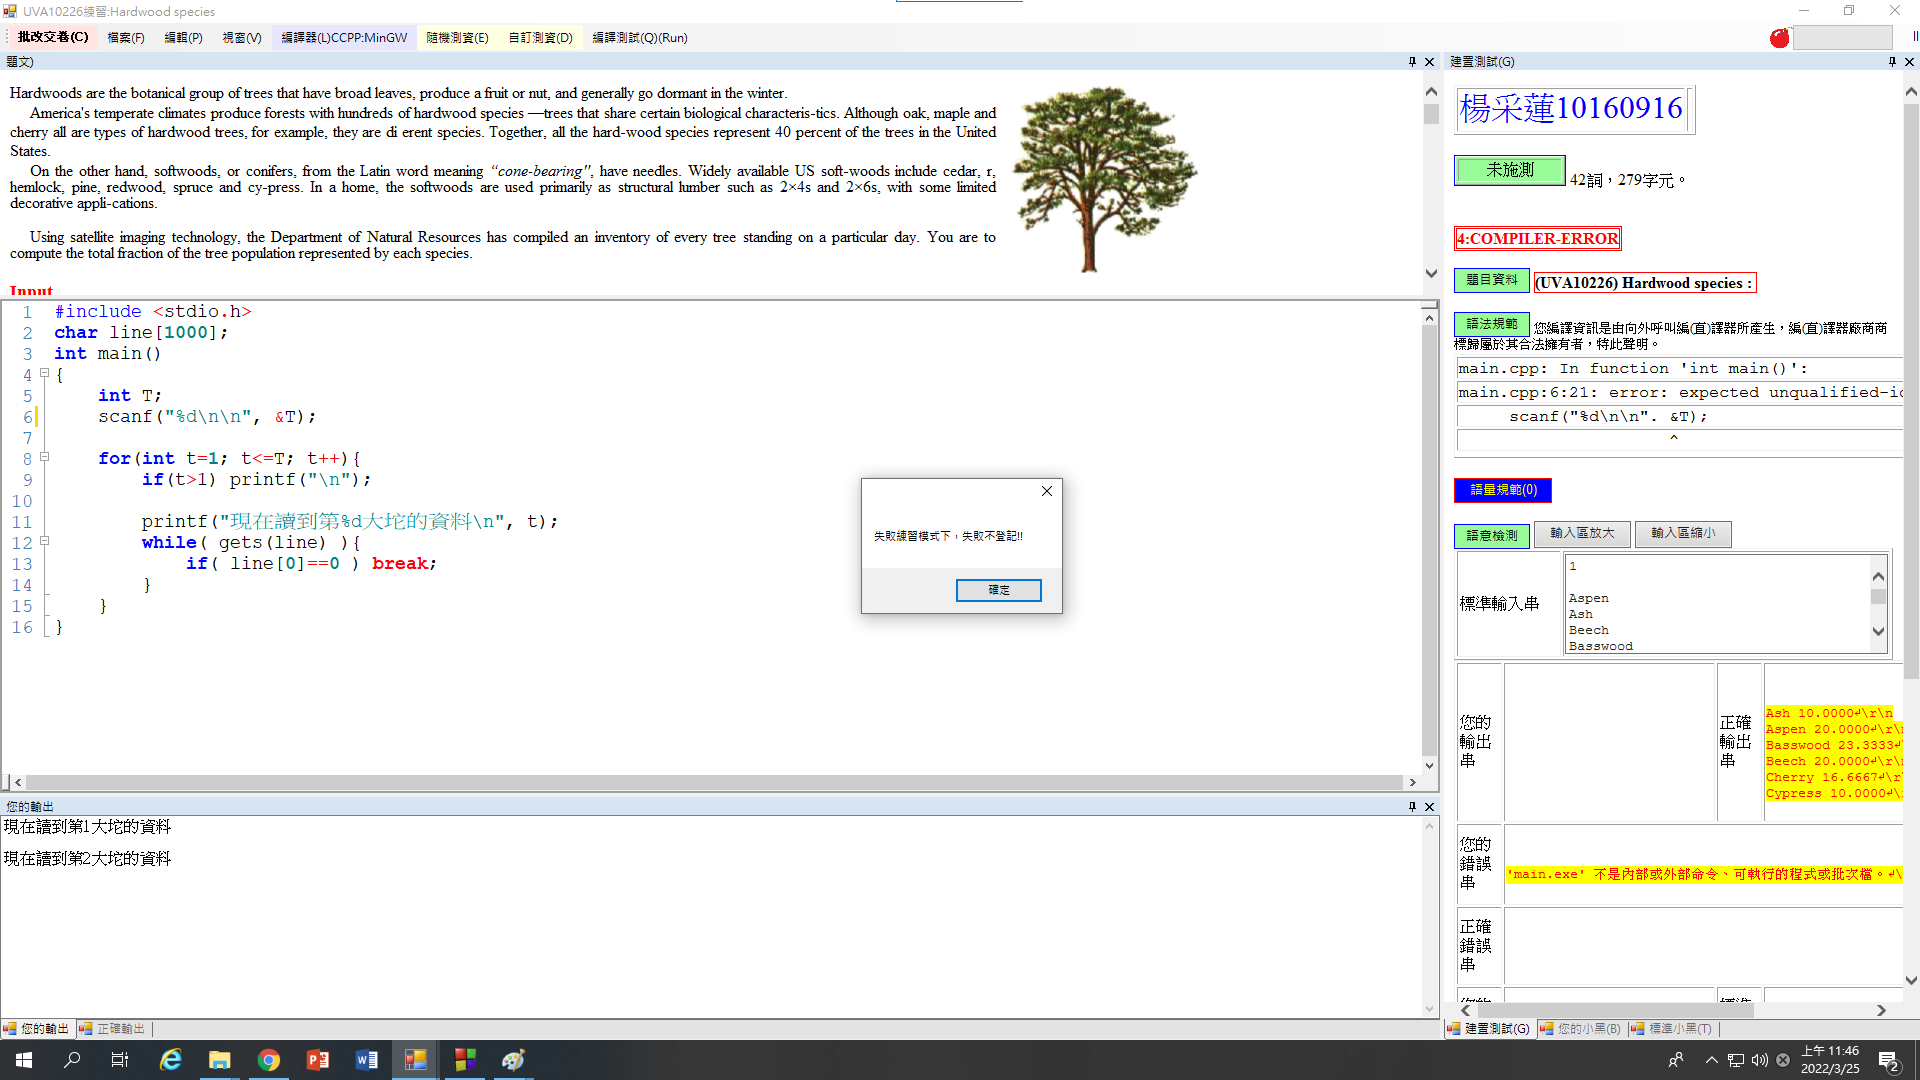 UVA10226練習:Hardwood species
批改交卷(C) 檔案(F) 編輯(P) 視窗(V) 編譯器(L)CCPP:MinGW 隨機測資(E) 自訂測資(D) 編譯測試(Q)(Run)
題文)
Hardwoods are the botanical group of trees that have broad leaves, produce a fruit or nut, and generally go dormant in the winter.
America's temperate climates produce forests with hundreds of hardwood species —trees that share certain biological characteris-tics. Although oak, maple and
cherry all are types of hardwood trees, for example, they are di erent species. Together, all the hard-wood species represent 40 percent of the trees in the United
States.
On the other hand, softwoods, or conifers, from the Latin word meaning “cone-bearing", have needles. Widely available US soft-woods include cedar, r,
hemlock, pine, redwood, spruce and cy-press. In a home, the softwoods are used primarily as structural lumber such as 2×4s and 2×6s, with some limited
decorative appli-cations.
Using satellite imaging technology, the Department of Natural Resources has compiled an inventory of every tree standing on a particular day. You are to
compute the total fraction of the tree population represented by each species.
Input
1 #include <stdio.h>
2 char line[1000];
3 int main()
4 {
5 int T;
6 scanf("%d\n\n", &T);
7
8 for(int t=1; t<=T; t++){
9 if(t>1) printf("\n");
10
11 printf("現在讀到第%d大坨的資料\n", t);
12 while( gets(line) ){
13 if( line[0]==0 ) break;
14 }
15 }
16 }
失敗練習模式下，失敗不登記!!
確定
您的輸出
現在讀到第1大坨的資料
現在讀到第2大坨的資料
您的輸出 正確輸出
建置測試(G)
楊采蓮10160916
未施測 42詞，279字元。
4:COMPILER-ERROR
題目資料 (UVA10226) Hardwood species :
語法規範 您編譯資訊是由向外呼叫編(直)譯器所產生，編(直)譯器廠商商
標歸屬於其合法擁有者，特此聲明。
main.cpp: In function 'int main()':
main.cpp:6:21: error: expected unqualified-i
scanf("%d\n\n". &T);
^
語量規範(0)
語意檢測 輸入區放大 輸入區縮小
標準輸入串
1
Aspen
Ash
Beech
Basswood
您的輸出串
正確輸出串
Ash 10.0000↵\r\n
Aspen 20.0000↵\r\
Basswood 23.3333↵
Beech 20.0000↵\r\
Cherry 16.6667↵\r
Cypress 10.0000↵\
您的錯誤串
'main.exe' 不是內部或外部命令、可執行的程式或批次檔。↵\
正確錯誤串
建置測試(G) 您的小黑(B) 標準小黑(T)
上午 11:46
2022/3/25
2